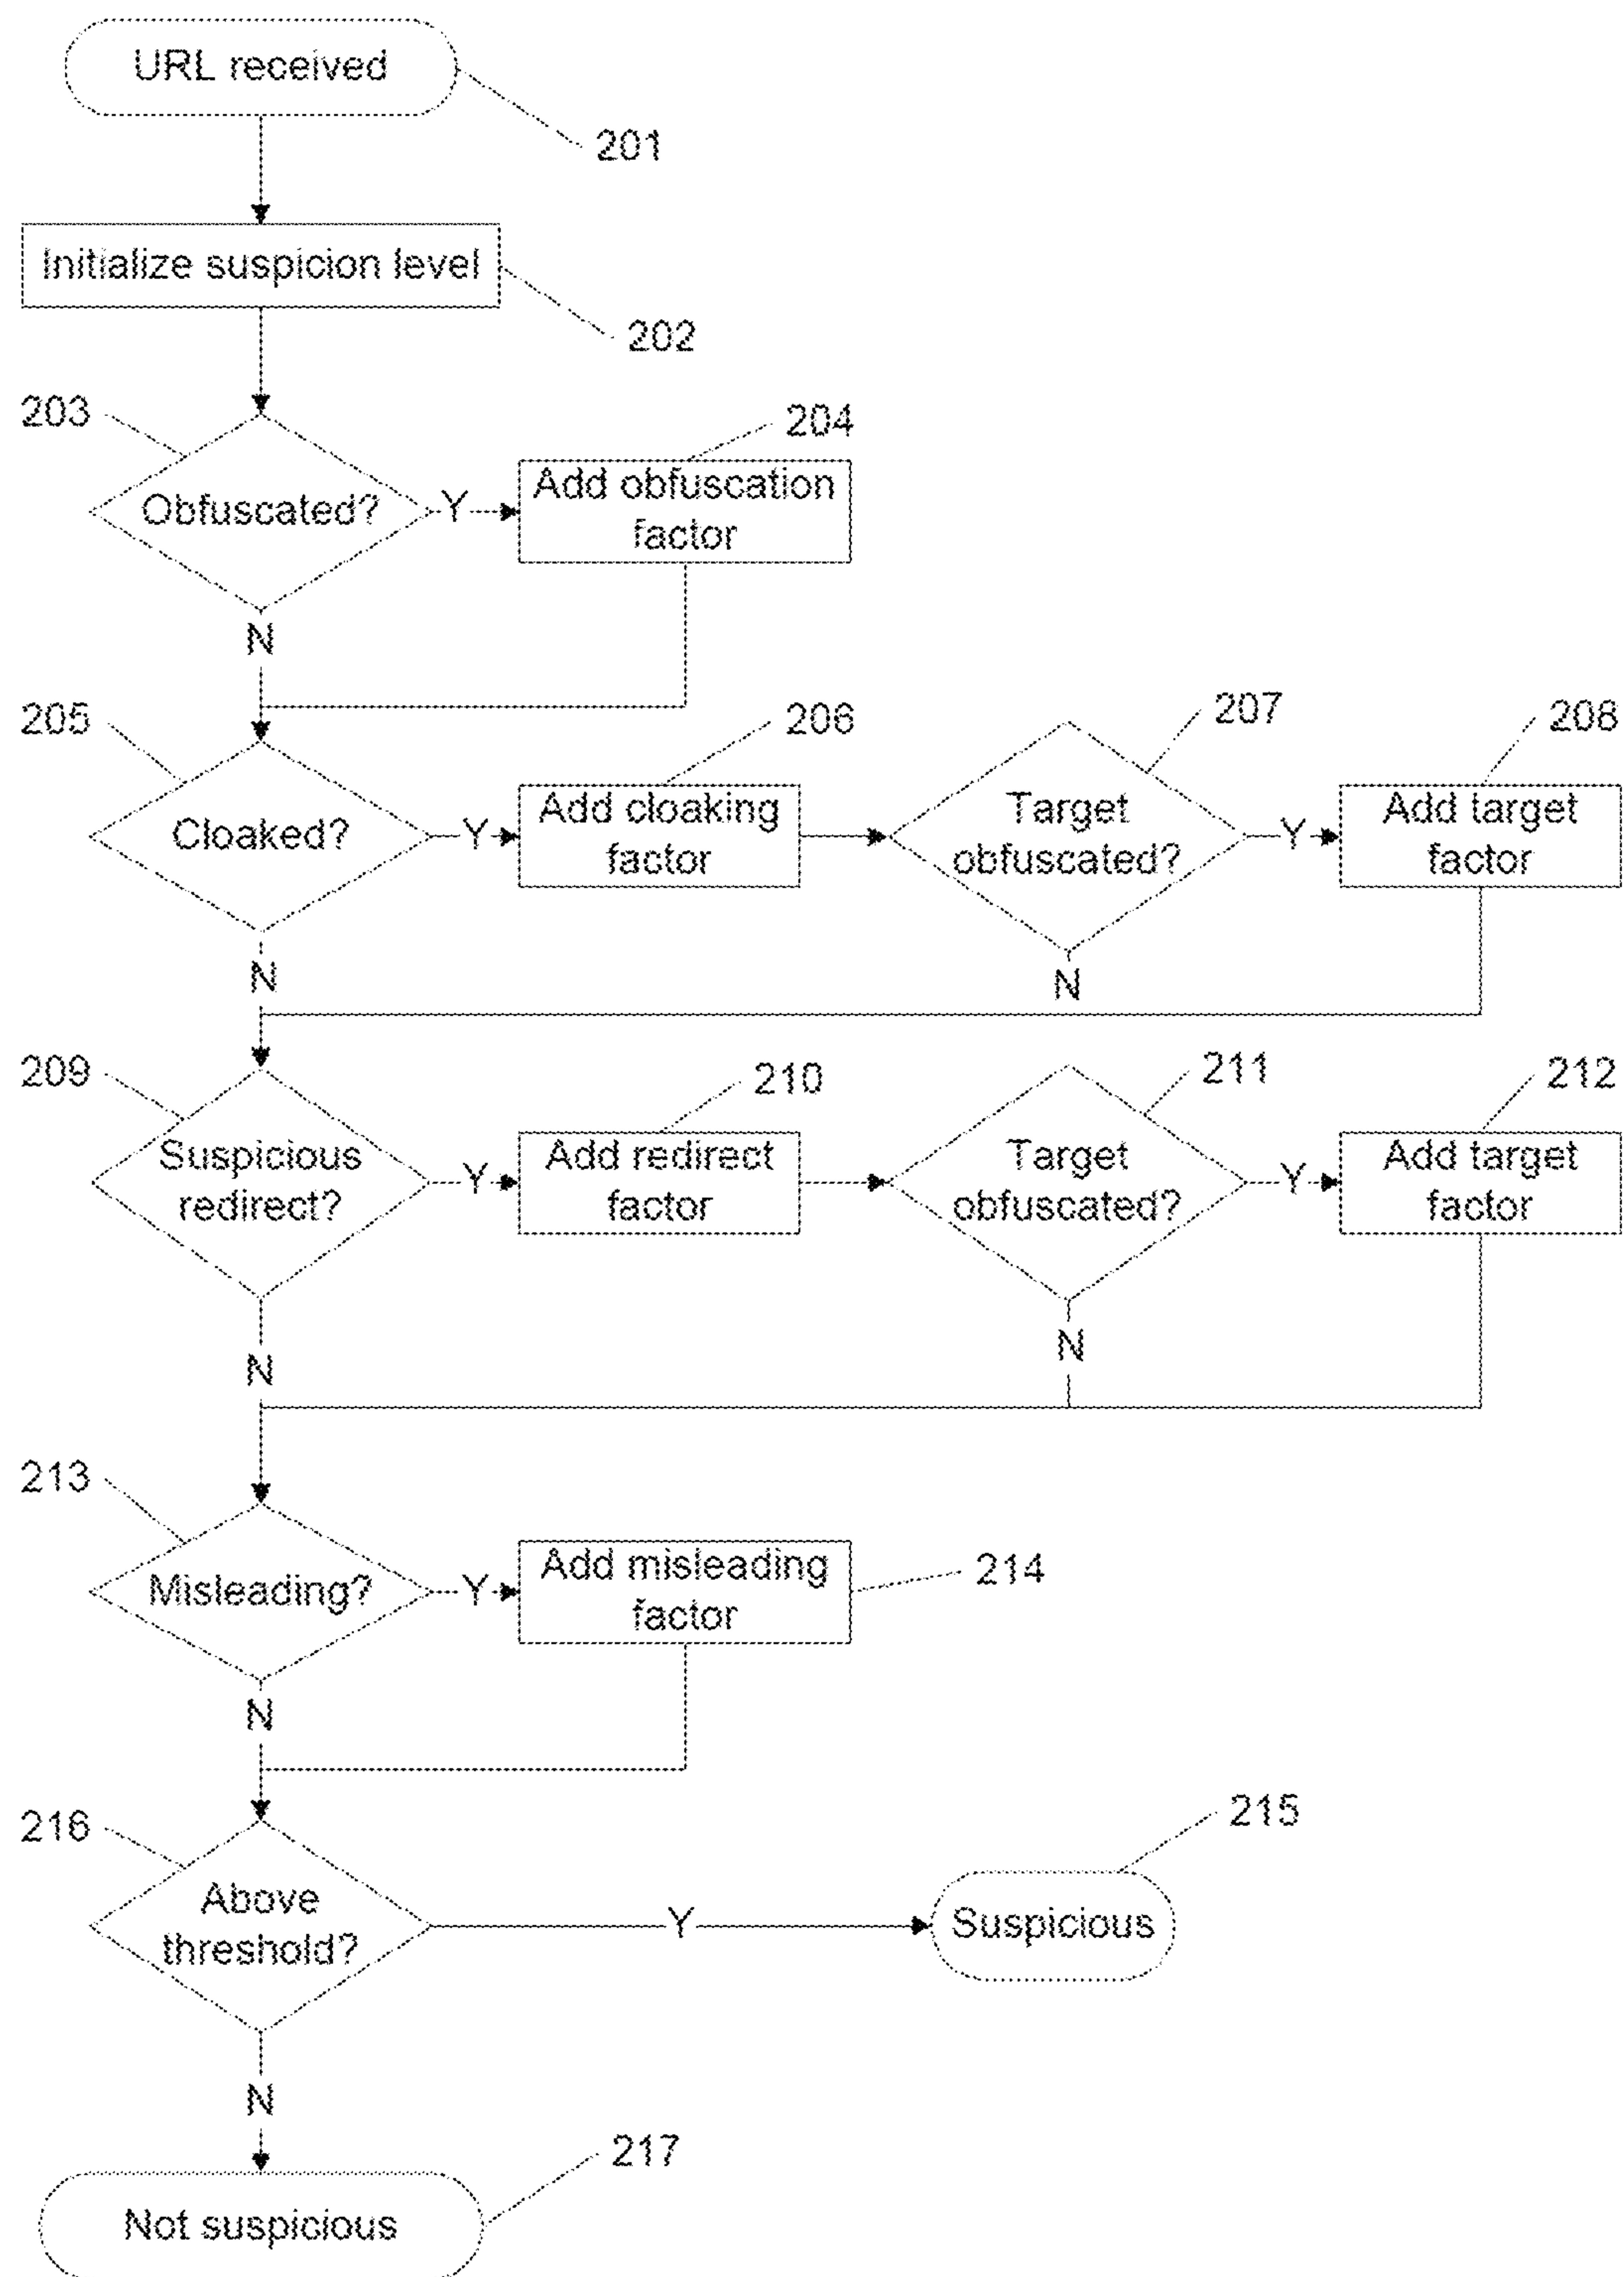 URL received
201
Initialize suspicion level
202
203
204
Obfuscated?
Y
Add obfuscation
factor
N
205
206
207
208
Cloaked?
Y
Add cloaking
factor
Target
obfuscated?
Y
Add target
factor
N
N
209
210
211
212
Suspicious
redirect?
Y
Add redirect
factor
Target
obfuscated?
Y
Add target
factor
N
N
213
Misleading?
Y
Add misleading
factor
214
N
216
215
Above
threshold?
Y
Suspicious
N
217
Not suspicious